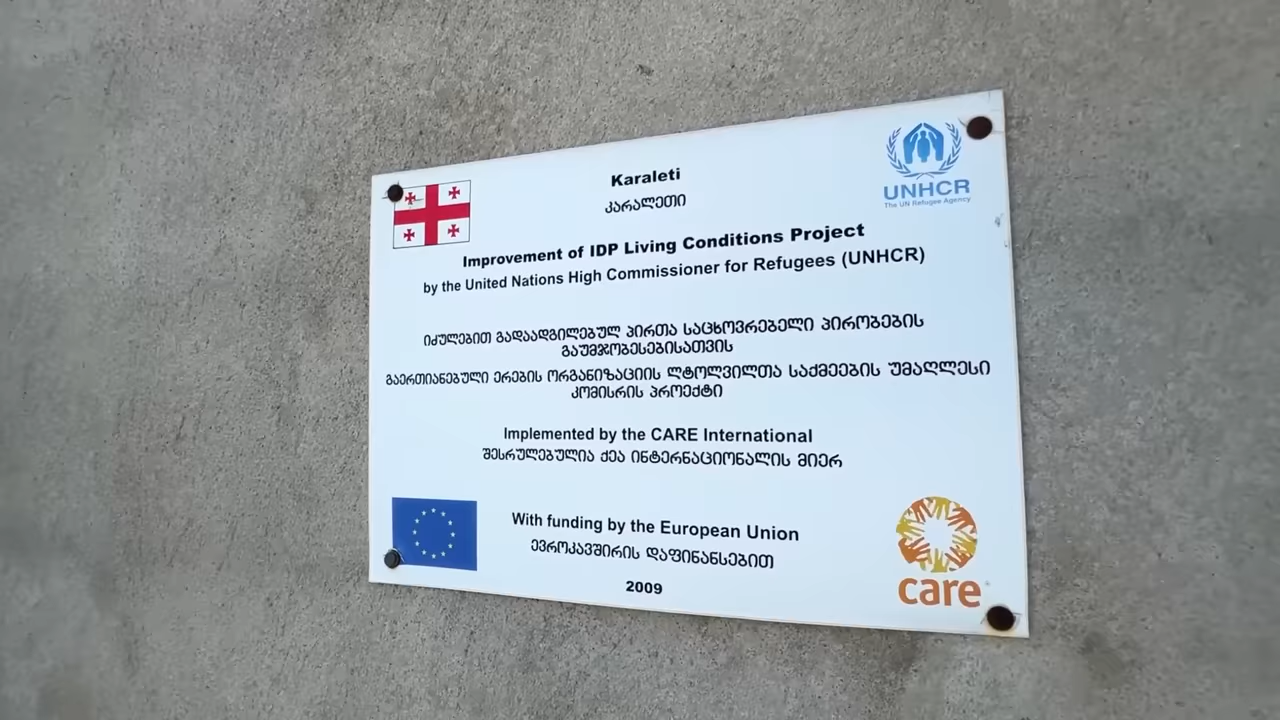 Karaleti
კარალეთი
UNHCR
The UN Refugee Agency
Improvement of IDP Living Conditions Project
by the United Nations High Commissioner for Refugees (UNHCR)
იძულებით გადაადგილებულ პირთა საცხოვრებელი პირობების
გაუმჯობესებისათვის
გაერთიანებული ერების ორგანიზაციის ლტოლვილთა საქმეების უმაღლესი
კომისრის პროექტი
Implemented by the CARE International
შესრულებულია ქეა ინტერნაციონალის მიერ
With funding by the European Union
ევროკავშირის დაფინანსებით
2009
care